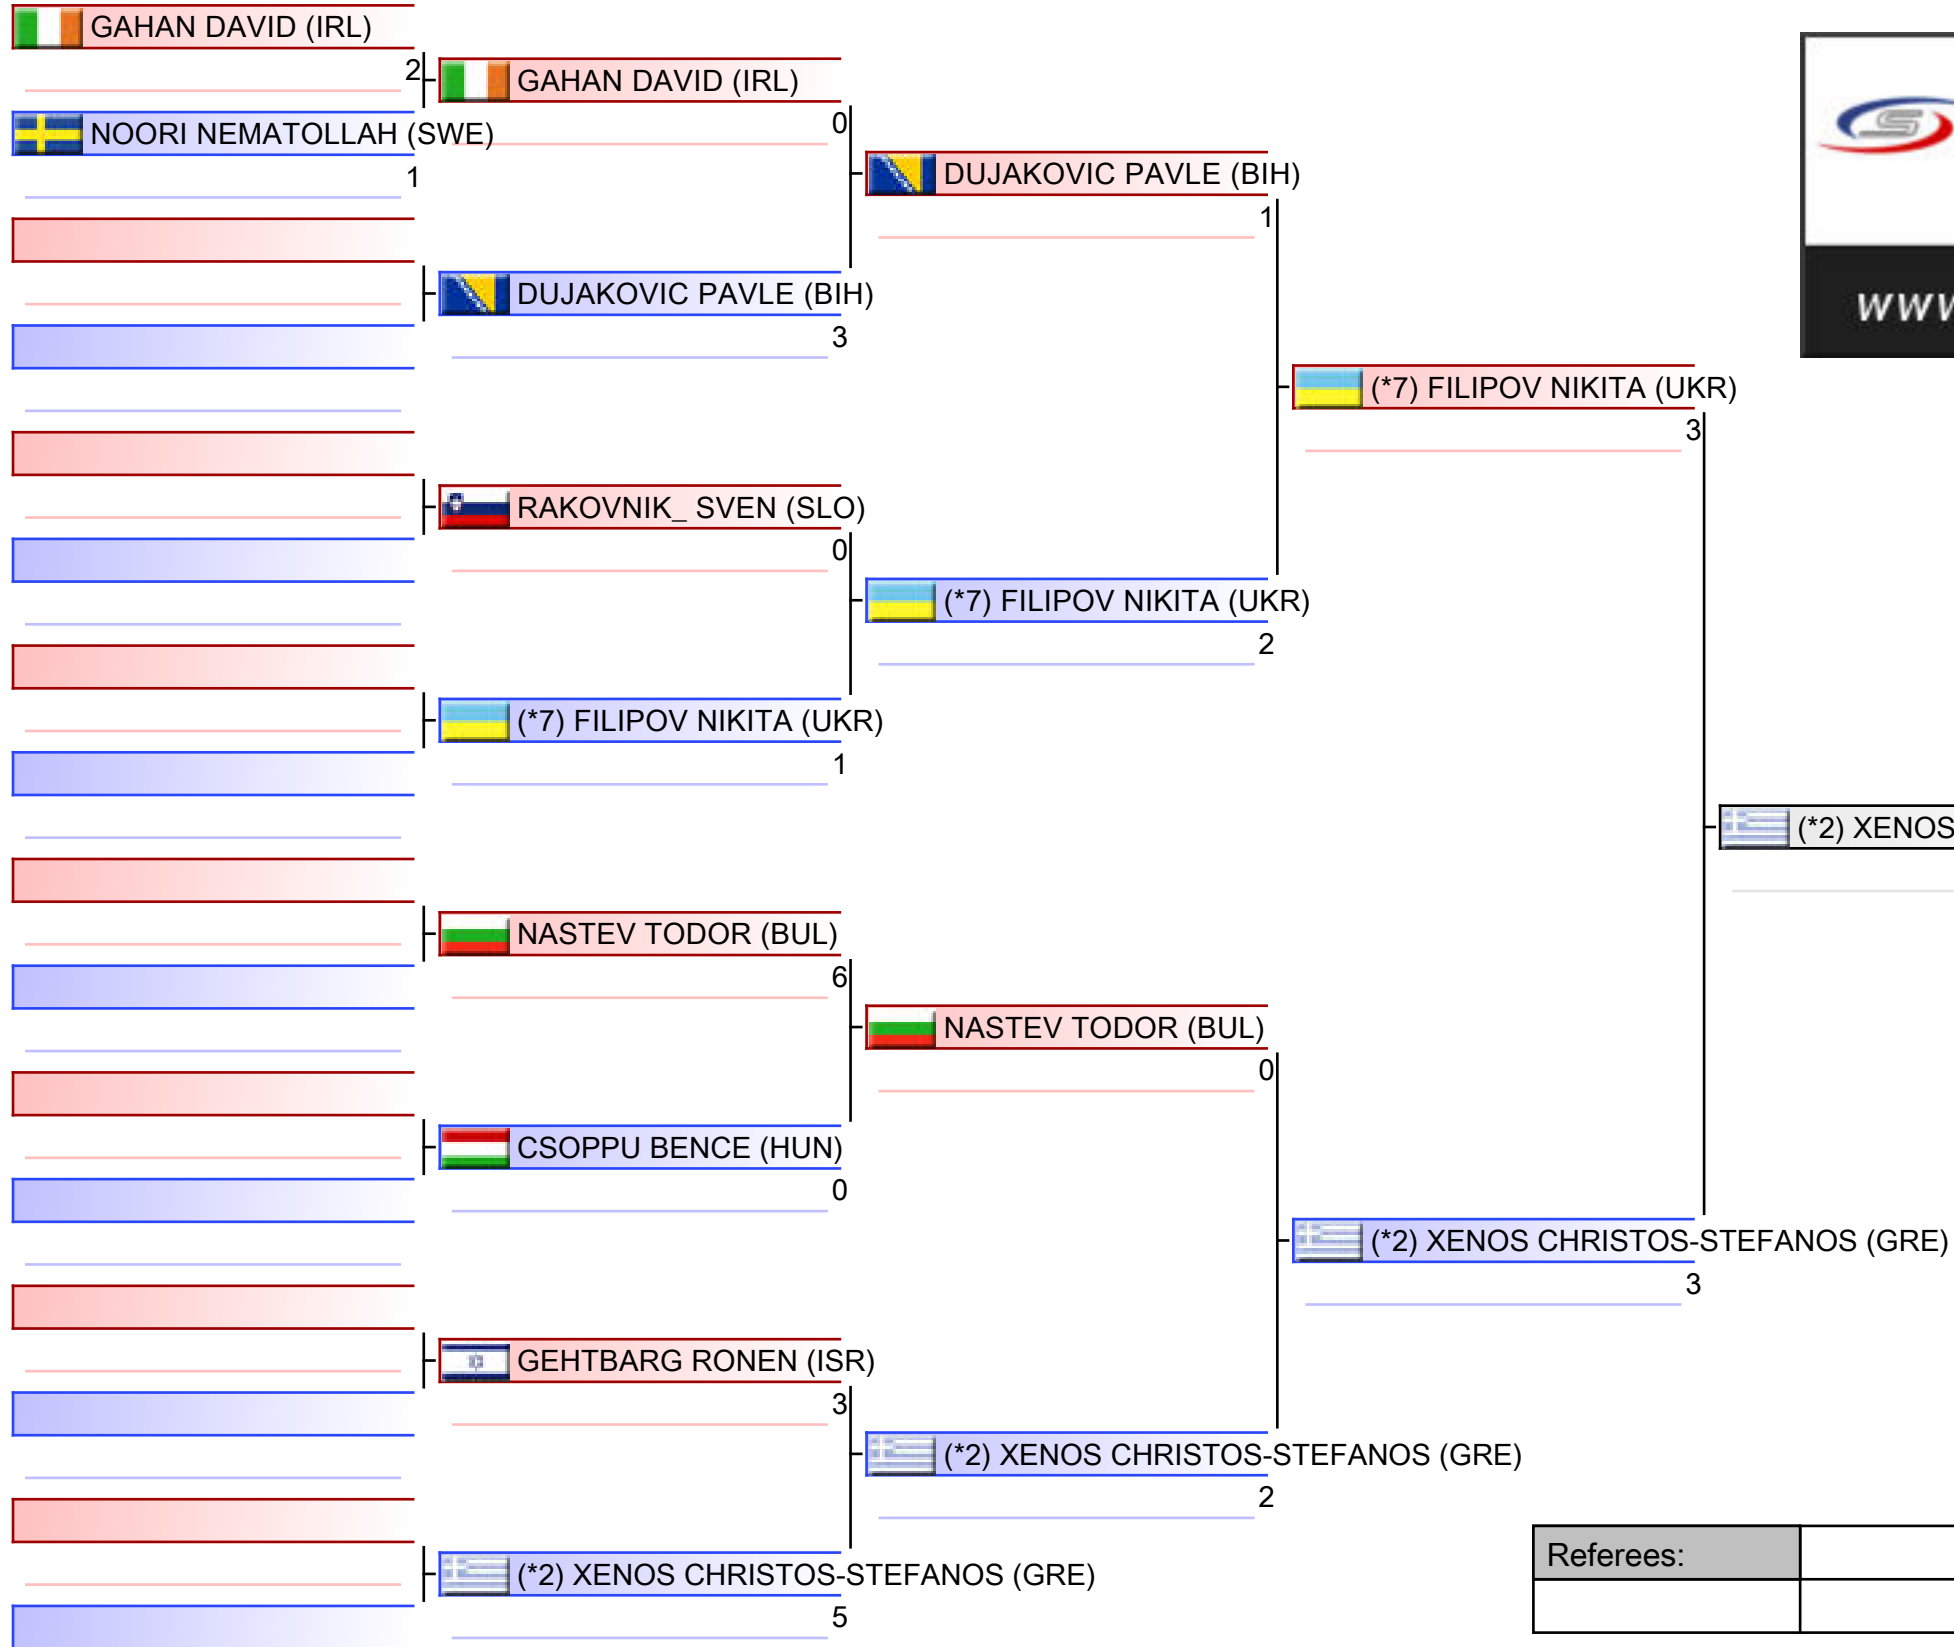 GAHAN DAVID (IRL)
2
GAHAN DAVID (IRL)
0
NOORI NEMATOLLAH (SWE)
1
DUJAKOVIC PAVLE (BIH)
1
DUJAKOVIC PAVLE (BIH)
3
WWW
(*7) FILIPOV NIKITA (UKR)
3
RAKOVNIK_ SVEN (SLO)
0
(*7) FILIPOV NIKITA (UKR)
2
(*7) FILIPOV NIKITA (UKR)
1
(*2) XENOS
NASTEV TODOR (BUL)
6
NASTEV TODOR (BUL)
0
CSOPPU BENCE (HUN)
0
(*2) XENOS CHRISTOS-STEFANOS (GRE)
3
GEHTBARG RONEN (ISR)
3
(*2) XENOS CHRISTOS-STEFANOS (GRE)
2
(*2) XENOS CHRISTOS-STEFANOS (GRE)
5
Referees: